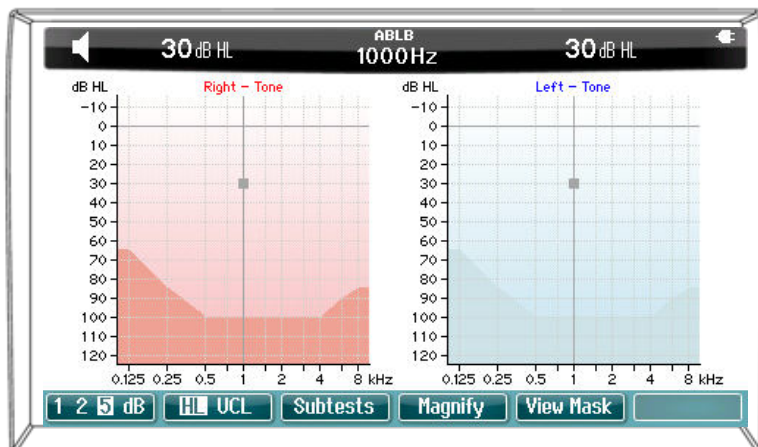 30 dB HL
ABLB
1000Hz
30 dB HL
dB HL
Right - Tone
-10
0
10
20
30
40
50
60
70
80
90
100
110
120
0.125 0.25 0.5 1 2 4 8 kHz
dB HL
Left - Tone
-10
0
10
20
30
40
50
60
70
80
90
100
110
120
0.125 0.25 0.5 1 2 4 8 kHz
1 2 5 dB
HL UCL
Subtests
Magnify
View Mask